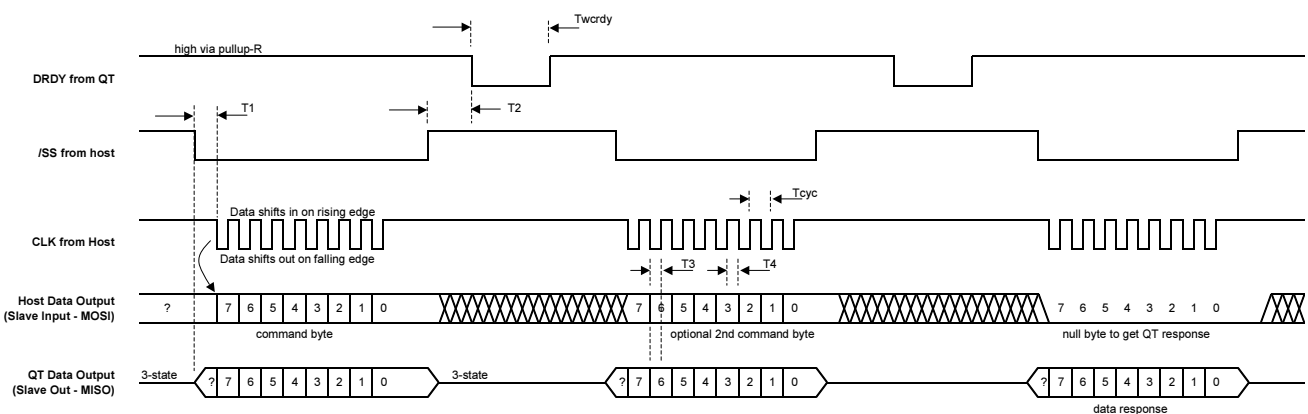 Twcrdy
high via pullup-R
DRDY from QT
T1
T2
/SS from host
Tcyc
Data shifts in on rising edge
CLK from Host
Data shifts out on falling edge
T3
T4
Host Data Output
(Slave Input - MOSI)
? 7 6 5 4 3 2 1 0
7 6 5 4 3 2 1 0
7 6 5 4 3 2 1 0
command byte
optional 2nd command byte
null byte to get QT response
QT Data Output
(Slave Out - MISO)
3-state
? 7 6 5 4 3 2 1 0
3-state
? 7 6 5 4 3 2 1 0
? 7 6 5 4 3 2 1 0
data response